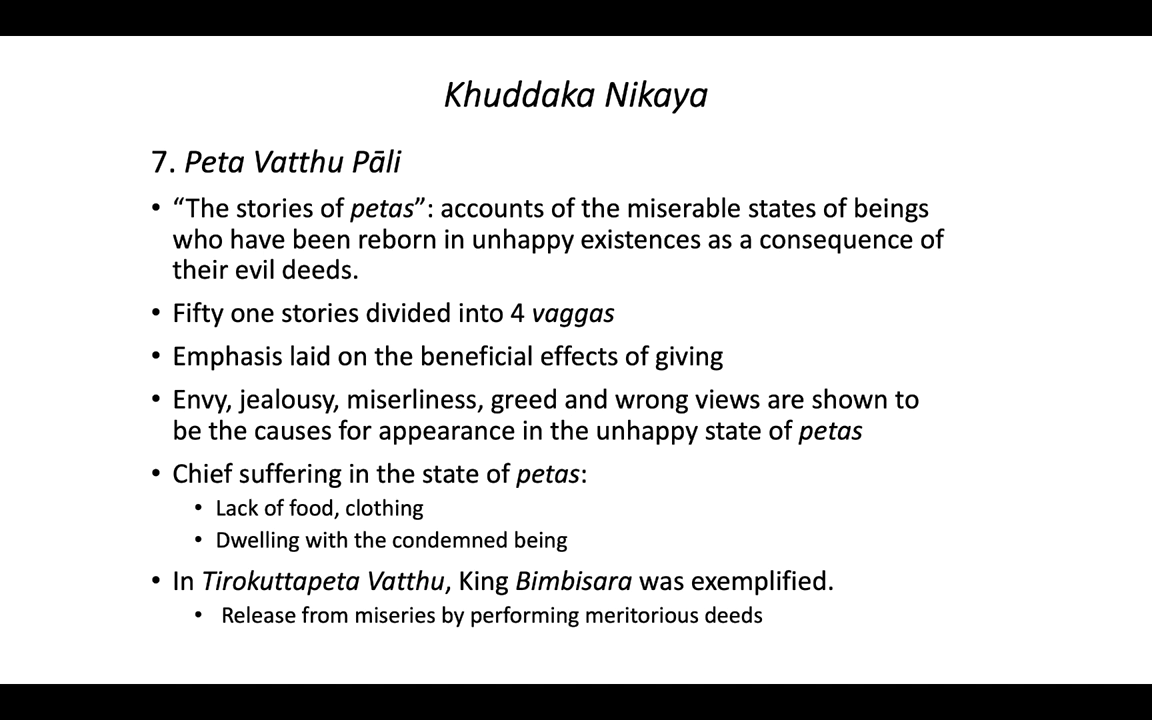 Khuddaka Nikaya
7. Peta Vatthu Pāli
• “The stories of petas”: accounts of the miserable states of beings
who have been reborn in unhappy existences as a consequence of
their evil deeds.
• Fifty one stories divided into 4 vaggas
• Emphasis laid on the beneficial effects of giving
• Envy, jealousy, miserliness, greed and wrong views are shown to
be the causes for appearance in the unhappy state of petas
• Chief suffering in the state of petas:
• Lack of food, clothing
• Dwelling with the condemned being
• In Tirokuttapeta Vatthu, King Bimbisara was exemplified.
• Release from miseries by performing meritorious deeds